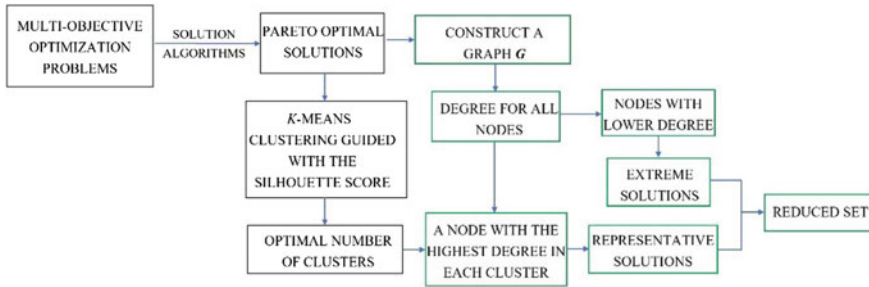 MULTI-OBJECTIVE
OPTIMIZATION
PROBLEMS
SOLUTION
ALGORITHMS
PARETO OPTIMAL
SOLUTIONS
CONSTRUCT A
GRAPH G
K-MEANS
CLUSTERING GUIDED
WITH THE
SILHOUETTE SCORE
DEGREE FOR ALL
NODES
NODES WITH
LOWER DEGREE
EXTREME
SOLUTIONS
OPTIMAL NUMBER
OF CLUSTERS
A NODE WITH THE
HIGHEST DEGREE IN
EACH CLUSTER
REPRESENTATIVE
SOLUTIONS
REDUCED SET